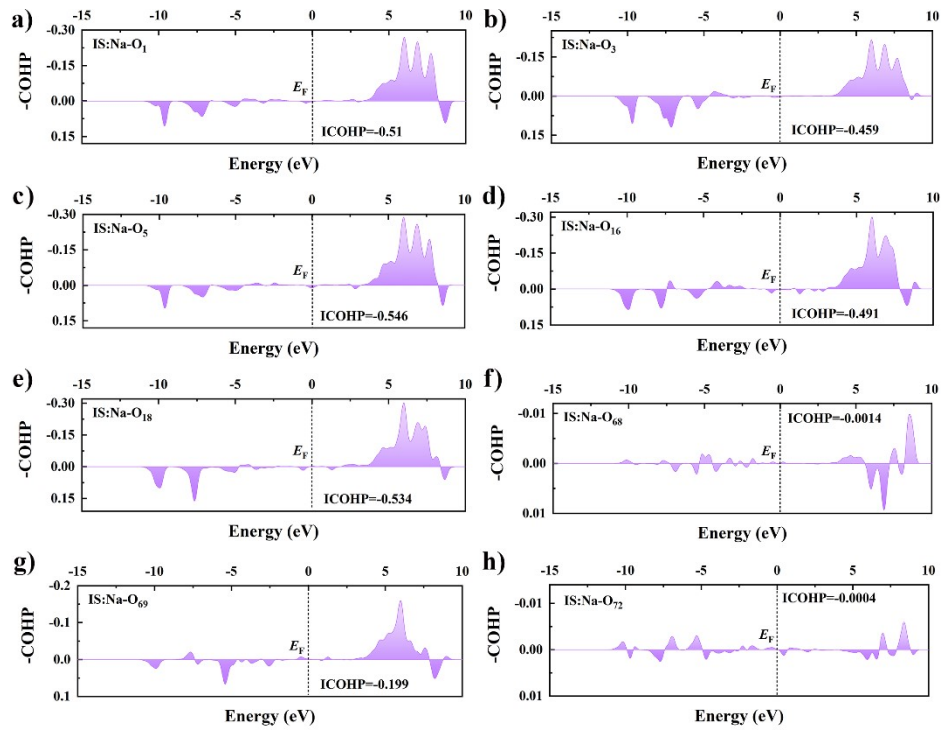 a)
-15 -10 -5 0 5 10
-0.30
-0.15
0.00
0.15
-COHP
IS:Na-O1
EF
ICOHP=-0.51
Energy (eV)
b)
-15 -10 -5 0 5 10
-0.15
0.00
0.15
-COHP
IS:Na-O3
EF
ICOHP=-0.459
Energy (eV)
c)
-15 -10 -5 0 5 10
-0.30
-0.15
0.00
0.15
-COHP
IS:Na-O5
EF
ICOHP=-0.546
Energy (eV)
d)
-15 -10 -5 0 5 10
-0.30
-0.15
0.00
0.15
-COHP
IS:Na-O16
EF
ICOHP=-0.491
Energy (eV)
e)
-15 -10 -5 0 5 10
-0.30
-0.15
0.00
0.15
-COHP
IS:Na-O18
EF
ICOHP=-0.534
Energy (eV)
f)
-15 -10 -5 0 5 10
-0.01
0.00
0.01
-COHP
IS:Na-O68
EF
ICOHP=-0.0014
Energy (eV)
g)
-15 -10 -5 0 5 10
-0.2
-0.1
0.0
0.1
-COHP
IS:Na-O69
EF
ICOHP=-0.199
Energy (eV)
h)
-15 -10 -5 0 5 10
-0.01
0.00
0.01
-COHP
IS:Na-O72
EF
ICOHP=-0.0004
Energy (eV)